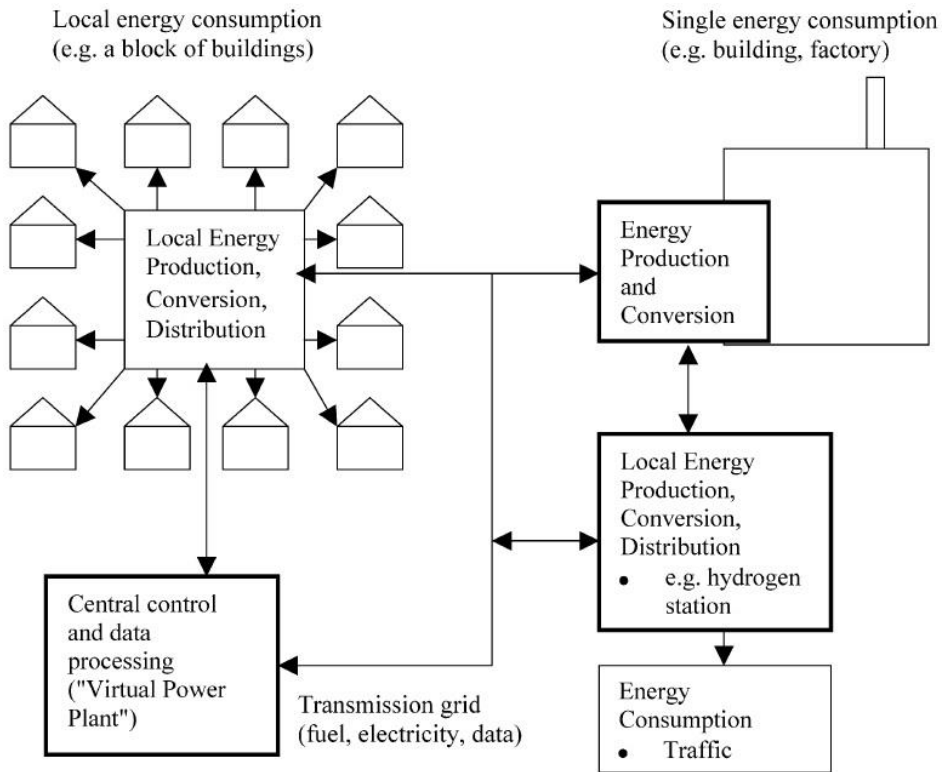 Local energy consumption
(e.g. a block of buildings)
Single energy consumption
(e.g. building, factory)
Local Energy
Production,
Conversion,
Distribution
Energy
Production
and
Conversion
Local Energy
Production,
Conversion,
Distribution
• e.g. hydrogen
station
Central control
and data
processing
("Virtual Power
Plant")
Transmission grid
(fuel, electricity, data)
Energy
Consumption
• Traffic